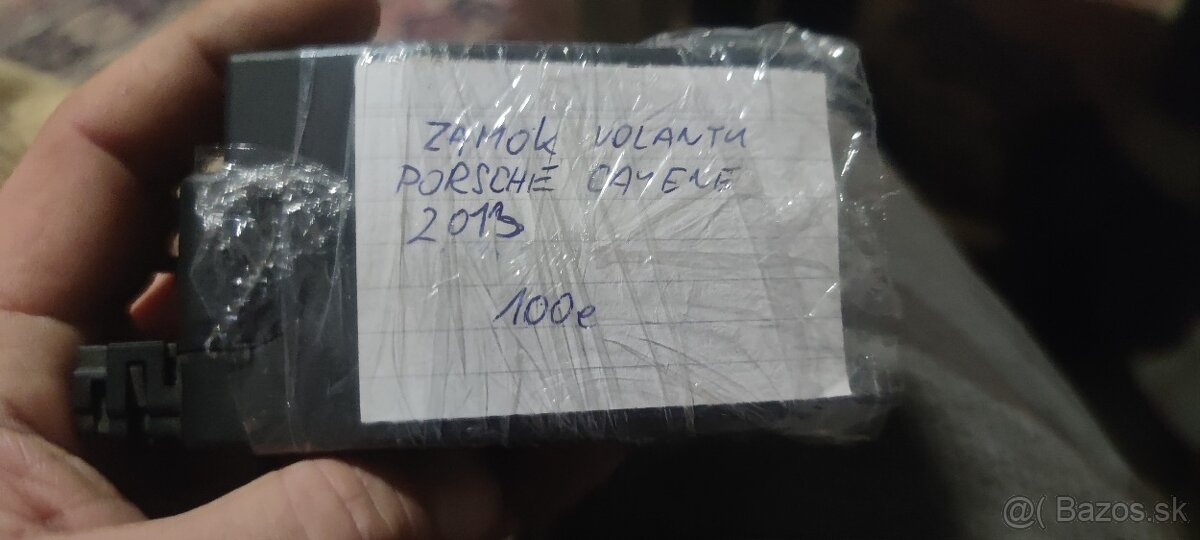 ZAMOK VOLANTU
PORSCHE CAYENE
2013
100e
@( Bazos.sk